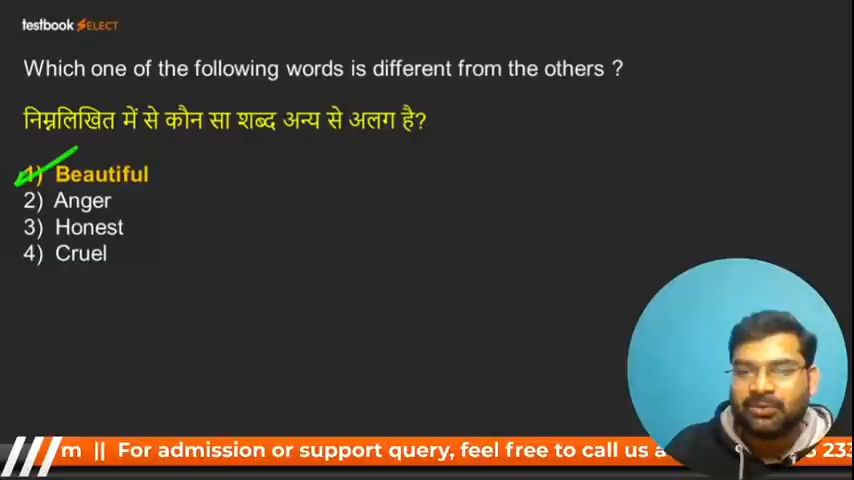 testbook SELECT
Which one of the following words is different from the others ?
निम्नलिखित में से कौन सा शब्द अन्य से अलग है?
1) Beautiful
2) Anger
3) Honest
4) Cruel
m || For admission or support query, feel free to call us a